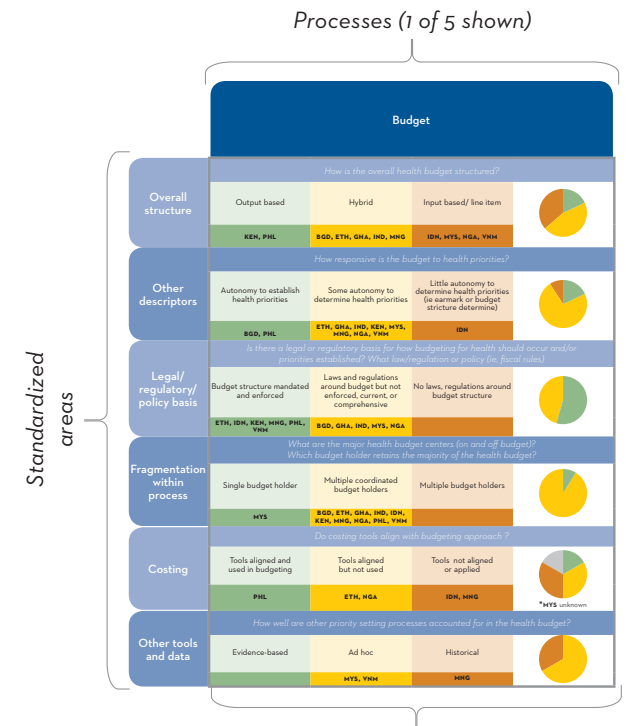 Processes (1 of 5 shown)
Budget
Standardized
areas
Overall
structure
How is the overall health budget structured?
Output based
Hybrid
Input based/ line item
KEN, PHL
BGD, ETH, GHA, IND, MNG
IDN, MYS, NGA, VNM
Other
descriptors
How responsive is the budget to health priorities?
Autonomy to establish
health priorities
Some autonomy to
determine health priorities
Little autonomy to
determine health priorities
(ie earmark or budget
stricture determine)
BGD, PHL
ETH, GHA, IND, KEN, MYS,
MNG, NGA, VNM
IDN
Legal/
regulatory/
policy basis
Is there a legal or regulatory basis for how budgeting for health should occur and/or
priorities established? What law/regulation or policy (ie, fiscal rules)
Budget structure mandated
and enforced
Laws and regulations
around budget but not
enforced, current, or
comprehensive
No laws, regulations around
budget structure
ETH, IDN, KEN, MNG, PHL,
VNM
BGD, GHA, IND, MYS, NGA
Fragmentation
within
process
What are the major health budget centers (on and off budget)?
Which budget holder retains the majority of the health budget?
Single budget holder
Multiple coordinated
budget holders
Multiple budget holders
MYS
BGD, ETH, GHA, IND, IDN,
KEN, MNG, NGA, PHL, VNM
Costing
Do costing tools align with budgeting approach ?
Tools aligned and
used in budgeting
Tools aligned
but not used
Tools not aligned
or applied
PHL
ETH, NGA
IDN, MNG
*MYS unknown
Other tools
and data
How well are other priority setting processes accounted for in the health budget?
Evidence-based
Ad hoc
Historical
MYS, VNM
MNG